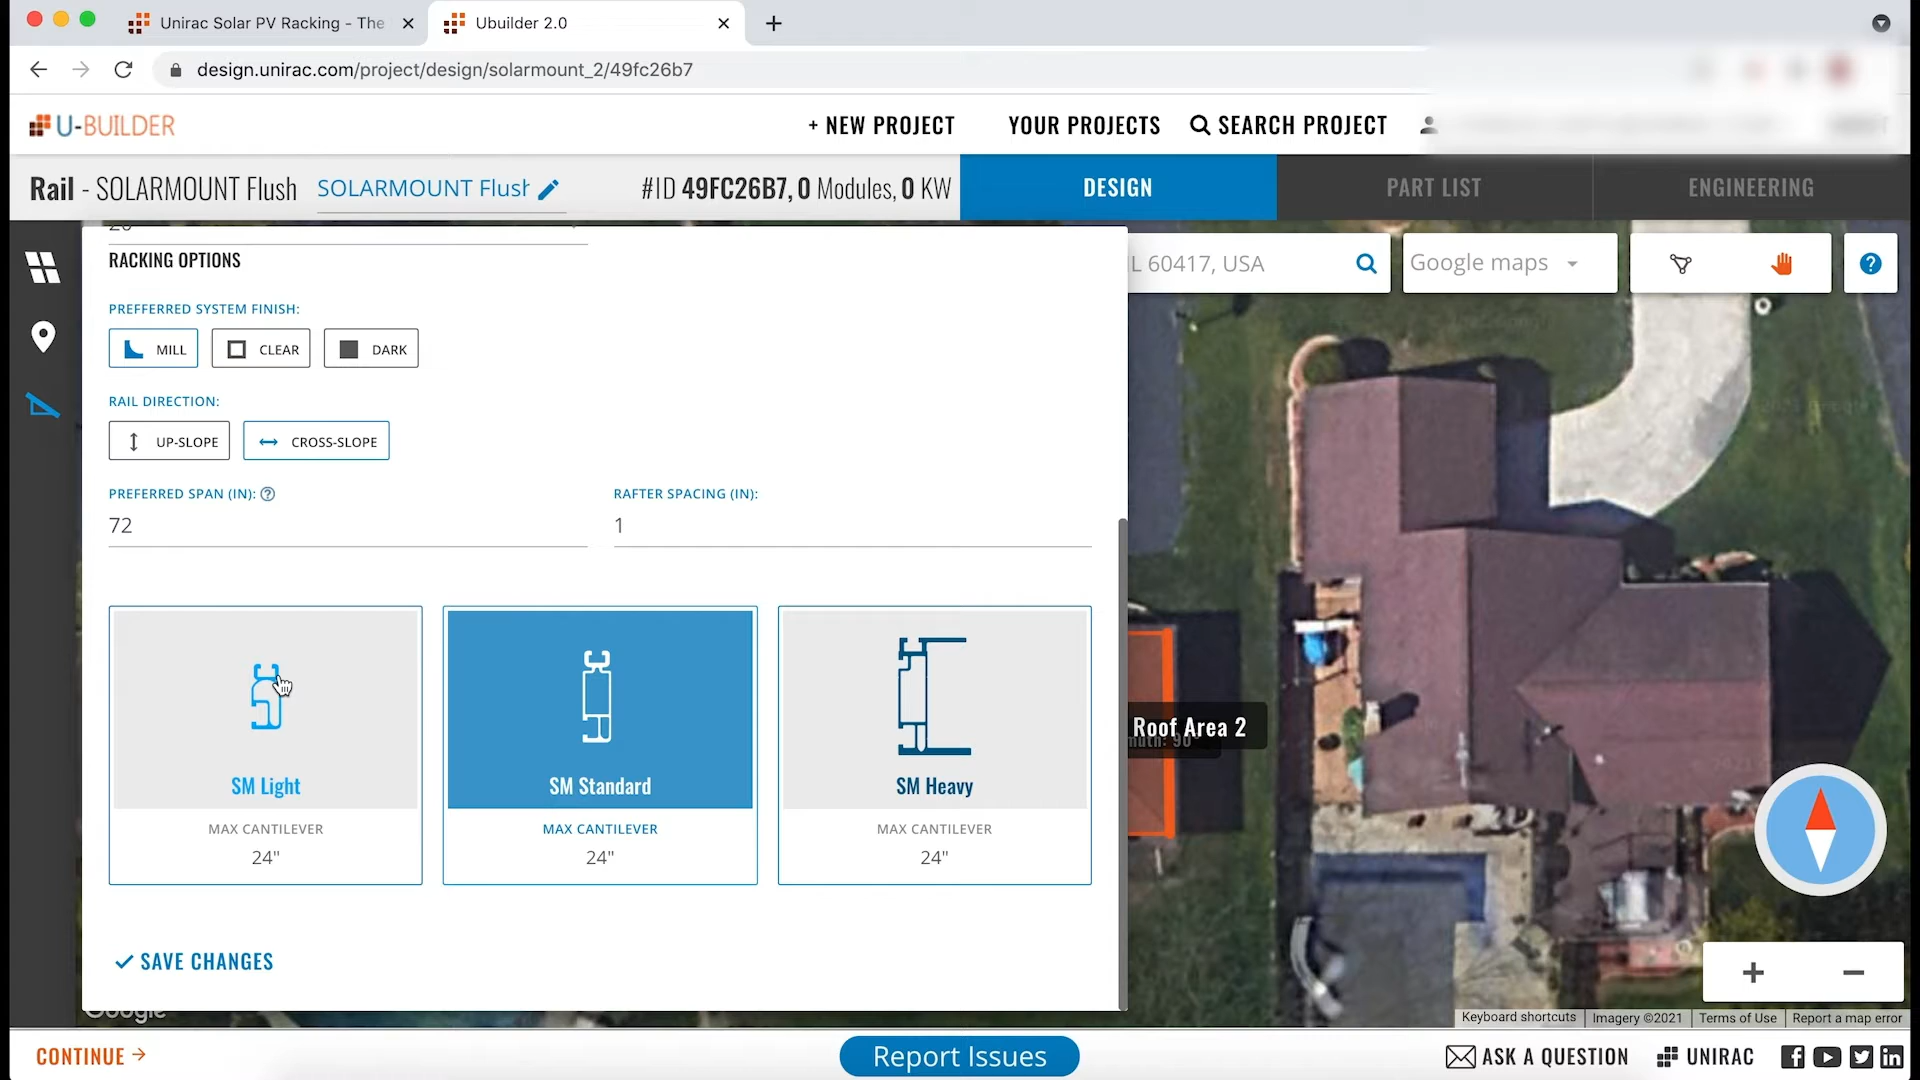 Unirac Solar PV Racking - The
Ubuilder 2.0
design.unirac.com/project/design/solarmount_2/49fc26b7
U-BUILDER
+ NEW PROJECT
YOUR PROJECTS
SEARCH PROJECT
Rail - SOLARMOUNT Flush
SOLARMOUNT Flush
#ID 49FC26B7, 0 Modules, 0 KW
DESIGN
PART LIST
ENGINEERING
IL 60417, USA
Google maps
?
RACKING OPTIONS
PREFFERRED SYSTEM FINISH:
MILL
CLEAR
DARK
RAIL DIRECTION:
UP-SLOPE
CROSS-SLOPE
PREFERRED SPAN (IN): ?
72
RAFTER SPACING (IN):
1
SM Light
MAX CANTILEVER
24"
SM Standard
MAX CANTILEVER
24"
SM Heavy
MAX CANTILEVER
24"
SAVE CHANGES
Roof Area 2
Google
Keyboard shortcuts
Imagery ©2021
Terms of Use
Report a map error
CONTINUE
Report Issues
ASK A QUESTION
UNIRAC